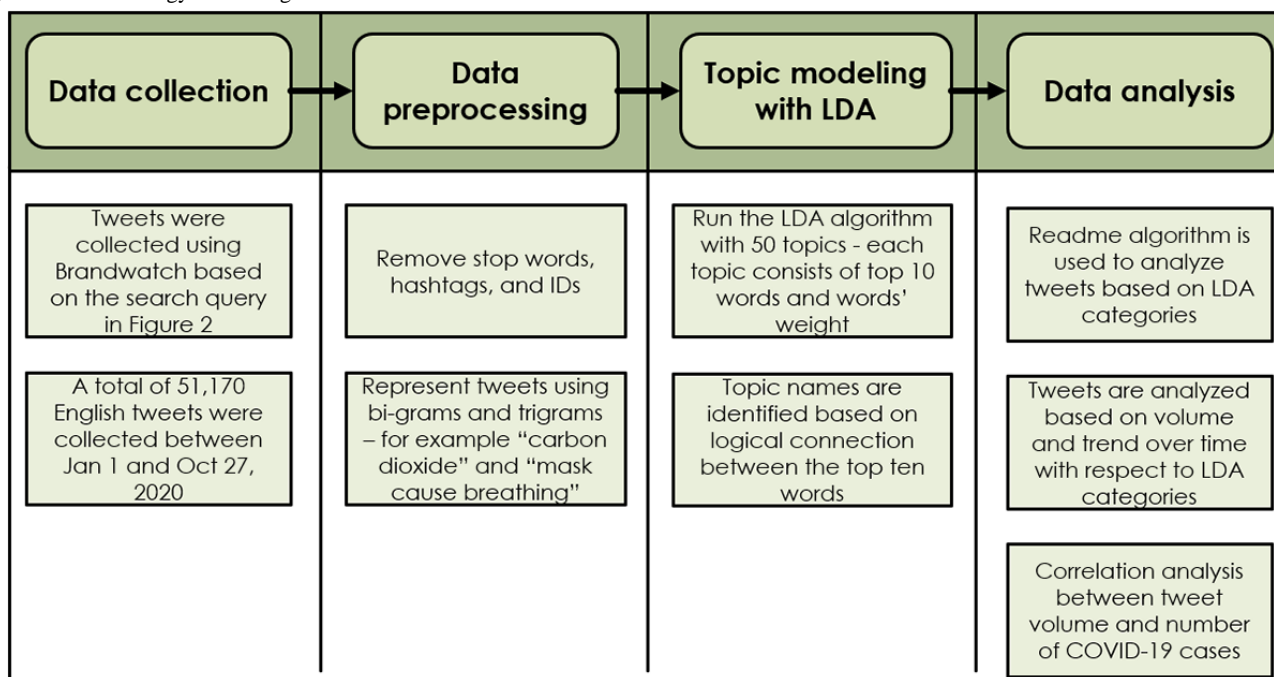 Data collection
Data
preprocessing
Topic modeling
with LDA
Data analysis
Tweets were
collected using
Brandwatch based
on the search query
in Figure 2
A total of 51,170
English tweets were
collected between
Jan 1 and Oct 27,
2020
Remove stop words,
hashtags, and IDs
Represent tweets using
bi-grams and trigrams
– for example “carbon
dioxide” and “mask
cause breathing”
Run the LDA algorithm
with 50 topics - each
topic consists of top 10
words and words’
weight
Topic names are
identified based on
logical connection
between the top ten
words
Readme algorithm is
used to analyze
tweets based on LDA
categories
Tweets are analyzed
based on volume
and trend over time
with respect to LDA
categories
Correlation analysis
between tweet
volume and number
of COVID-19 cases